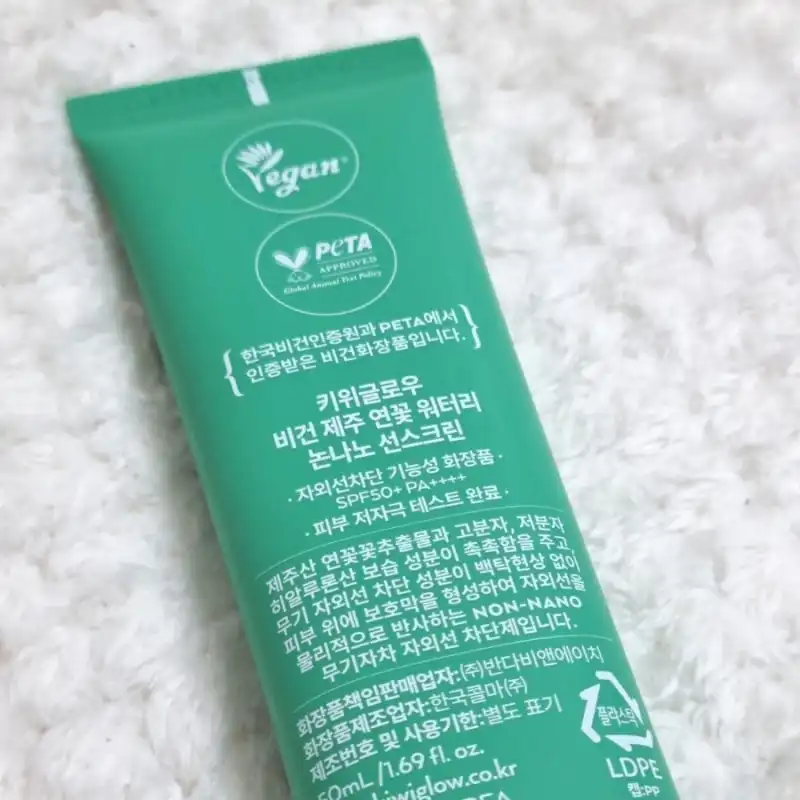 Vegan®
PeTA
APPROVED
Global Animal Test Policy
{ 한국비건인증원과 PETA에서
인증받은 비건화장품입니다. }
키위글로우
비건 제주 연꽃 워터리
논나노 선스크린
· 자외선차단 기능성 화장품 ·
SPF50+ PA++++
· 피부 저자극 테스트 완료 ·
제주산 연꽃꽃추출물과 고분자, 저분자
히알루론산 보습 성분이 촉촉함을 주고,
무기 자외선 차단 성분이 백탁현상 없이
피부 위에 보호막을 형성하여 자외선을
물리적으로 반사하는 NON-NANO
무기자차 자외선 차단제입니다.
화장품책임판매업자:(주)반다비앤에이치
화장품제조업자:한국콜마(주)
제조번호 및 사용기한:별도 표기
50mL/1.69 fl. oz.
kiwiglow.co.kr
플라스틱
LDPE
캡:PP